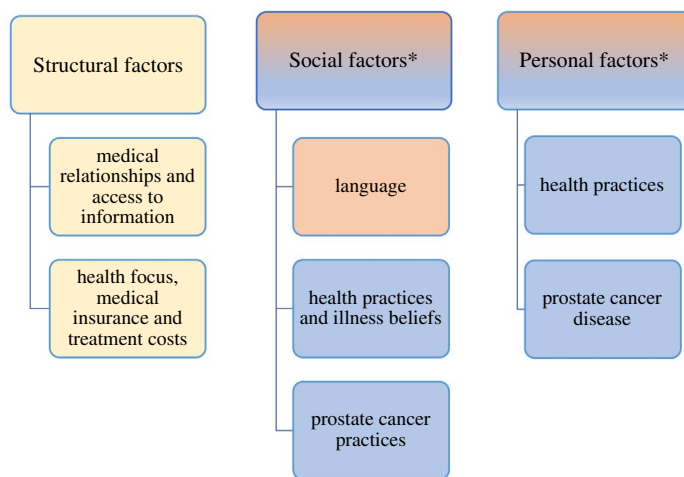 Structural factors
medical
relationships and
access to
information
health focus,
medical
insurance and
treatment costs
Social factors*
language
health practices
and illness beliefs
prostate cancer
practices
Personal factors*
health practices
prostate cancer
disease